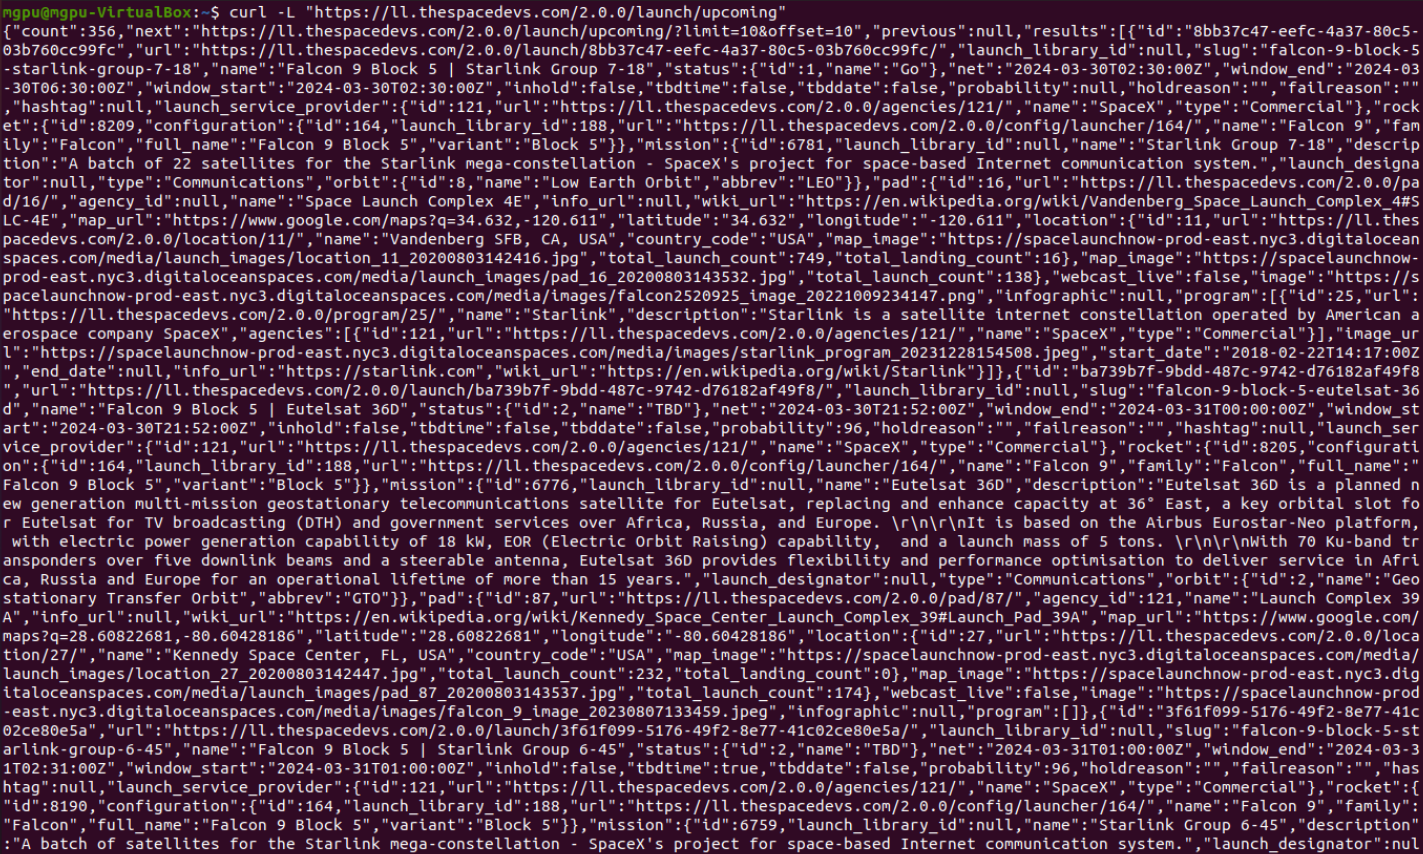 mgpu@mgpu-VirtualBox:~$ curl -L "https://ll.thespacedevs.com/2.0.0/launch/upcoming"
{"count":356,"next":"https://ll.thespacedevs.com/2.0.0/launch/upcoming/?limit=10&offset=10","previous":null,"results":[{"id":"8bb37c47-eefc-4a37-80c5-
03b760cc99fc","url":"https://ll.thespacedevs.com/2.0.0/launch/8bb37c47-eefc-4a37-80c5-03b760cc99fc/","launch_library_id":null,"slug":"falcon-9-block-5
-starlink-group-7-18","name":"Falcon 9 Block 5 | Starlink Group 7-18","status":{"id":1,"name":"Go"},"net":"2024-03-30T02:30:00Z","window_end":"2024-03
-30T06:30:00Z","window_start":"2024-03-30T02:30:00Z","inhold":false,"tbdtime":false,"tbddate":false,"probability":null,"holdreason":"","failreason":""
,"hashtag":null,"launch_service_provider":{"id":121,"url":"https://ll.thespacedevs.com/2.0.0/agencies/121/","name":"SpaceX","type":"Commercial"},"rock
et":{"id":8209,"configuration":{"id":164,"launch_library_id":188,"url":"https://ll.thespacedevs.com/2.0.0/config/launcher/164/","name":"Falcon 9","fam
ily":"Falcon","full_name":"Falcon 9 Block 5","variant":"Block 5"}},"mission":{"id":6781,"launch_library_id":null,"name":"Starlink Group 7-18","descrip
tion":"A batch of 22 satellites for the Starlink mega-constellation - SpaceX's project for space-based Internet communication system.","launch_designa
tor":null,"type":"Communications","orbit":{"id":8,"name":"Low Earth Orbit","abbrev":"LEO"}},"pad":{"id":16,"url":"https://ll.thespacedevs.com/2.0.0/pa
d/16/","agency_id":null,"name":"Space Launch Complex 4E","info_url":null,"wiki_url":"https://en.wikipedia.org/wiki/Vandenberg_Space_Launch_Complex_4#S
LC-4E","map_url":"https://www.google.com/maps?q=34.632,-120.611","latitude":"34.632","longitude":"-120.611","location":{"id":11,"url":"https://ll.thes
pacedevs.com/2.0.0/location/11/","name":"Vandenberg SFB, CA, USA","country_code":"USA","map_image":"https://spacelaunchnow-prod-east.nyc3.digitalocean
spaces.com/media/launch_images/location_11_20200803142416.jpg","total_launch_count":749,"total_landing_count":16},"map_image":"https://spacelaunchnow-
prod-east.nyc3.digitaloceanspaces.com/media/launch_images/pad_16_20200803143532.jpg","total_launch_count":138},"webcast_live":false,"image":"https://s
pacelaunchnow-prod-east.nyc3.digitaloceanspaces.com/media/images/falcon2520925_image_20221009234147.png","infographic":null,"program":[{"id":25,"url":
"https://ll.thespacedevs.com/2.0.0/program/25/","name":"Starlink","description":"Starlink is a satellite internet constellation operated by American a
erospace company SpaceX","agencies":[{"id":121,"url":"https://ll.thespacedevs.com/2.0.0/agencies/121/","name":"SpaceX","type":"Commercial"}],"image_ur
l":"https://spacelaunchnow-prod-east.nyc3.digitaloceanspaces.com/media/images/starlink_program_20231228154508.jpeg","start_date":"2018-02-22T14:17:00Z
","end_date":null,"info_url":"https://starlink.com","wiki_url":"https://en.wikipedia.org/wiki/Starlink"}]},{"id":"ba739b7f-9bdd-487c-9742-d76182af49f8
","url":"https://ll.thespacedevs.com/2.0.0/launch/ba739b7f-9bdd-487c-9742-d76182af49f8/","launch_library_id":null,"slug":"falcon-9-block-5-eutelsat-36
d","name":"Falcon 9 Block 5 | Eutelsat 36D","status":{"id":2,"name":"TBD"},"net":"2024-03-30T21:52:00Z","window_end":"2024-03-31T00:00:00Z","window_st
art":"2024-03-30T21:52:00Z","inhold":false,"tbdtime":false,"tbddate":false,"probability":96,"holdreason":"","failreason":"","hashtag":null,"launch_ser
vice_provider":{"id":121,"url":"https://ll.thespacedevs.com/2.0.0/agencies/121/","name":"SpaceX","type":"Commercial"},"rocket":{"id":8205,"configurati
on":{"id":164,"launch_library_id":188,"url":"https://ll.thespacedevs.com/2.0.0/config/launcher/164/","name":"Falcon 9","family":"Falcon","full_name":"
Falcon 9 Block 5","variant":"Block 5"}},"mission":{"id":6776,"launch_library_id":null,"name":"Eutelsat 36D","description":"Eutelsat 36D is a planned n
ew generation multi-mission geostationary telecommunications satellite for Eutelsat, replacing and enhance capacity at 36° East, a key orbital slot fo
r Eutelsat for TV broadcasting (DTH) and government services over Africa, Russia, and Europe. \r\n\r\nIt is based on the Airbus Eurostar-Neo platform,
 with electric power generation capability of 18 kW, EOR (Electric Orbit Raising) capability,  and a launch mass of 5 tons. \r\n\r\nWith 70 Ku-band tr
ansponders over five downlink beams and a steerable antenna, Eutelsat 36D provides flexibility and performance optimisation to deliver service in Afri
ca, Russia and Europe for an operational lifetime of more than 15 years.","launch_designator":null,"type":"Communications","orbit":{"id":2,"name":"Geo
stationary Transfer Orbit","abbrev":"GTO"}},"pad":{"id":87,"url":"https://ll.thespacedevs.com/2.0.0/pad/87/","agency_id":121,"name":"Launch Complex 39
A","info_url":null,"wiki_url":"https://en.wikipedia.org/wiki/Kennedy_Space_Center_Launch_Complex_39#Launch_Pad_39A","map_url":"https://www.google.com/
maps?q=28.60822681,-80.60428186","latitude":"28.60822681","longitude":"-80.60428186","location":{"id":27,"url":"https://ll.thespacedevs.com/2.0.0/loca
tion/27/","name":"Kennedy Space Center, FL, USA","country_code":"USA","map_image":"https://spacelaunchnow-prod-east.nyc3.digitaloceanspaces.com/media/
launch_images/location_27_20200803142447.jpg","total_launch_count":232,"total_landing_count":0},"map_image":"https://spacelaunchnow-prod-east.nyc3.dig
italoceanspaces.com/media/launch_images/pad_87_20200803143537.jpg","total_launch_count":174},"webcast_live":false,"image":"https://spacelaunchnow-prod
-east.nyc3.digitaloceanspaces.com/media/images/falcon_9_image_20230807133459.jpeg","infographic":null,"program":[]},{"id":"3f61f099-5176-49f2-8e77-41c
02ce80e5a","url":"https://ll.thespacedevs.com/2.0.0/launch/3f61f099-5176-49f2-8e77-41c02ce80e5a/","launch_library_id":null,"slug":"falcon-9-block-5-st
arlink-group-6-45","name":"Falcon 9 Block 5 | Starlink Group 6-45","status":{"id":2,"name":"TBD"},"net":"2024-03-31T01:00:00Z","window_end":"2024-03-3
1T02:31:00Z","window_start":"2024-03-31T01:00:00Z","inhold":false,"tbdtime":true,"tbddate":false,"probability":96,"holdreason":"","failreason":"","has
htag":null,"launch_service_provider":{"id":121,"url":"https://ll.thespacedevs.com/2.0.0/agencies/121/","name":"SpaceX","type":"Commercial"},"rocket":{
"id":8190,"configuration":{"id":164,"launch_library_id":188,"url":"https://ll.thespacedevs.com/2.0.0/config/launcher/164/","name":"Falcon 9","family":
"Falcon","full_name":"Falcon 9 Block 5","variant":"Block 5"}},"mission":{"id":6759,"launch_library_id":null,"name":"Starlink Group 6-45","description"
:"A batch of satellites for the Starlink mega-constellation - SpaceX's project for space-based Internet communication system.","launch_designator":nul